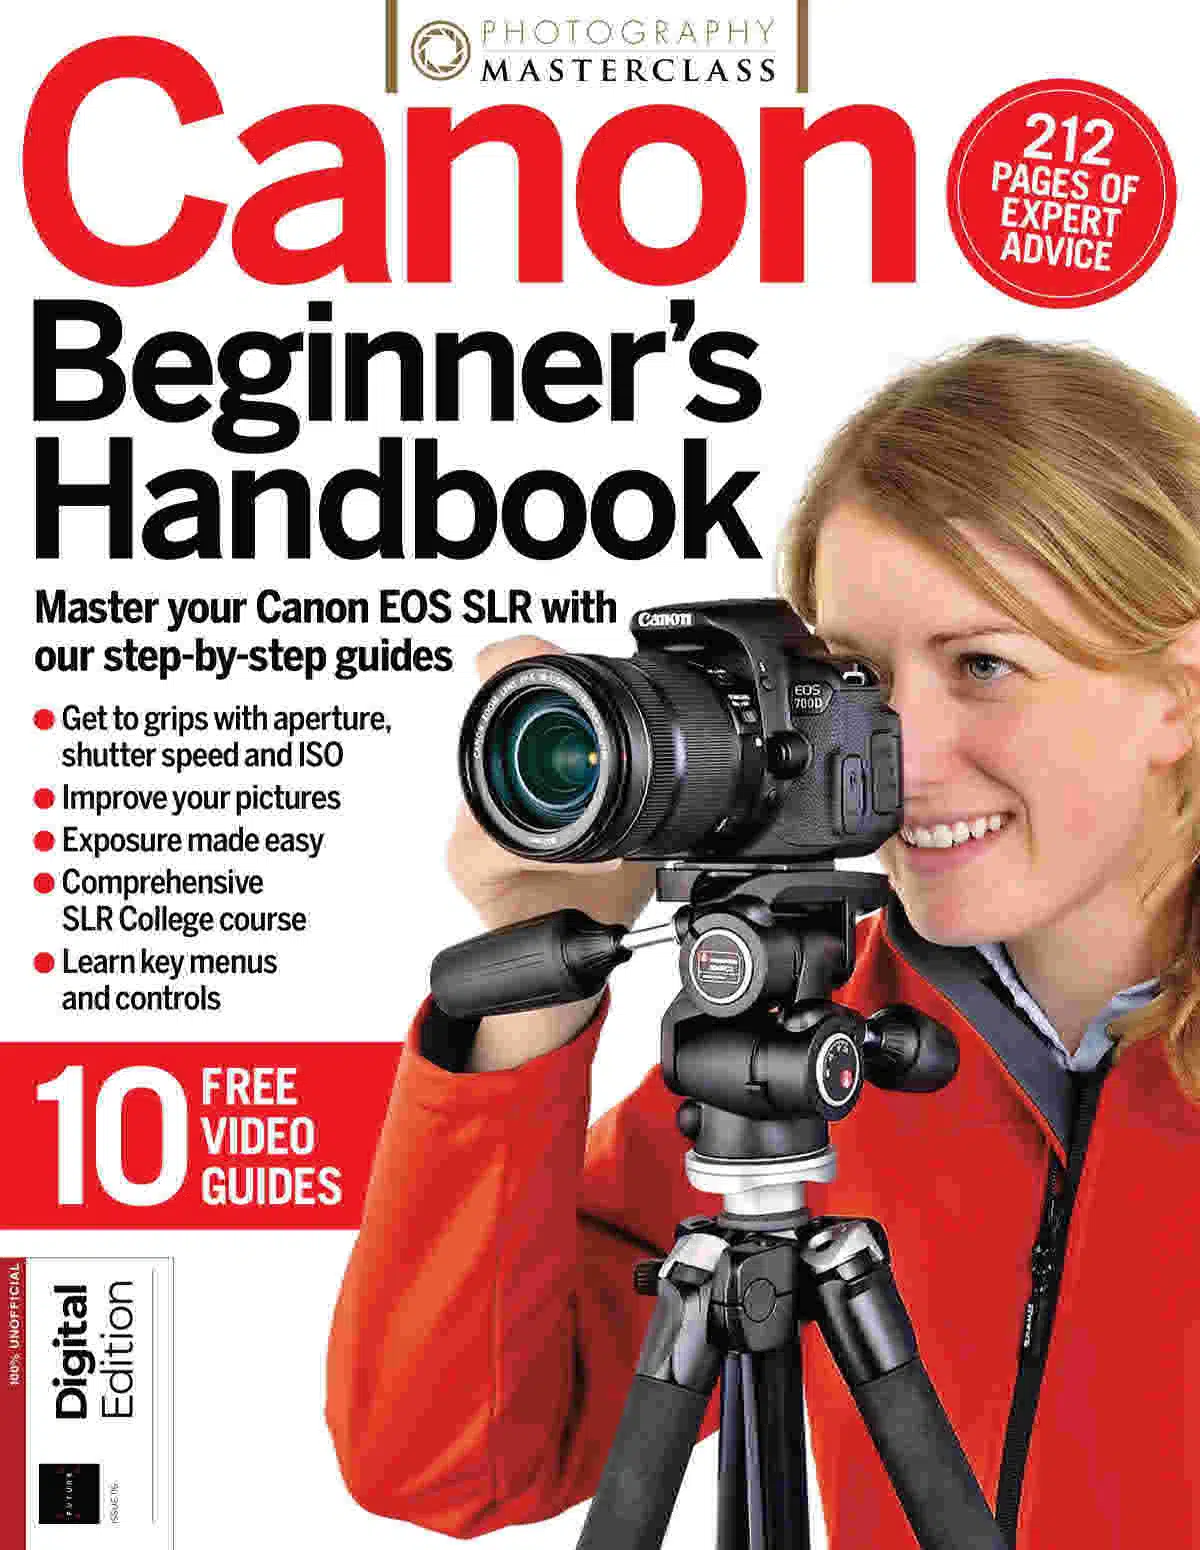 PHOTOGRAPHY
MASTERCLASS
Canon
212
PAGES OF
EXPERT
ADVICE
Beginner's
Handbook
Master your Canon EOS SLR with
our step-by-step guides
● Get to grips with aperture,
shutter speed and ISO
● Improve your pictures
● Exposure made easy
● Comprehensive
SLR College course
● Learn key menus
and controls
Canon
EOS
700D
10
FREE
VIDEO
GUIDES
100% UNOFFICIAL
Digital
Edition
FUTURE